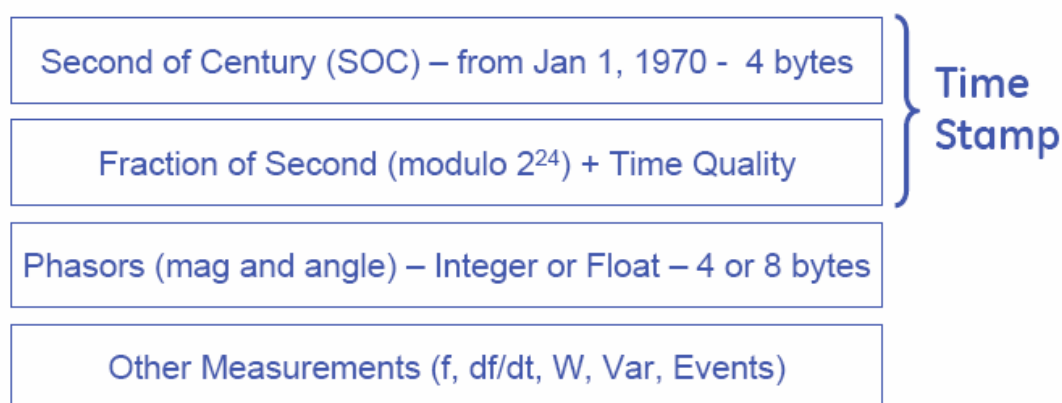 Second of Century (SOC) – from Jan 1, 1970 - 4 bytes
Time
Stamp
Fraction of Second (modulo 2²⁴) + Time Quality
Phasors (mag and angle) – Integer or Float – 4 or 8 bytes
Other Measurements (f, df/dt, W, Var, Events)